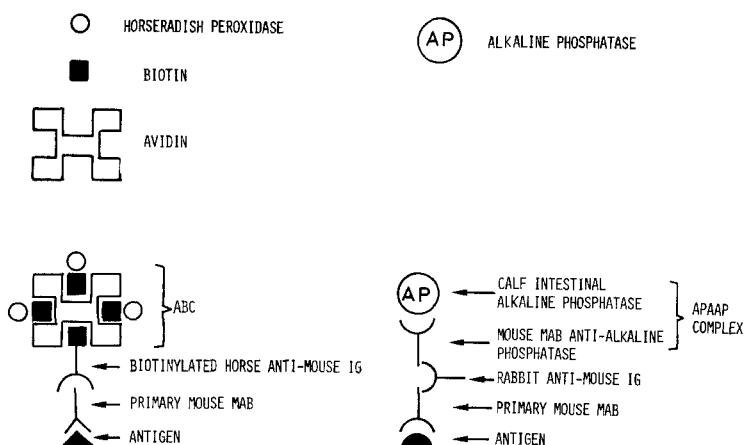 HORSERADISH PEROXIDASE
BIOTIN
AVIDIN
AP
ALKALINE PHOSPHATASE
ABC
BIOTINYLATED HORSE ANTI-MOUSE IG
PRIMARY MOUSE MAB
ANTIGEN
AP
CALF INTESTINAL
ALKALINE PHOSPHATASE
MOUSE MAB ANTI-ALKALINE
PHOSPHATASE
APAAP
COMPLEX
RABBIT ANTI-MOUSE IG
PRIMARY MOUSE MAB
ANTIGEN